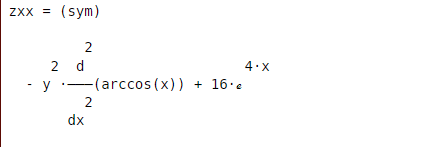 zxx = (sym)
2
2 d 4·x
- y ·───(arccos(x)) + 16·ℯ
2
dx